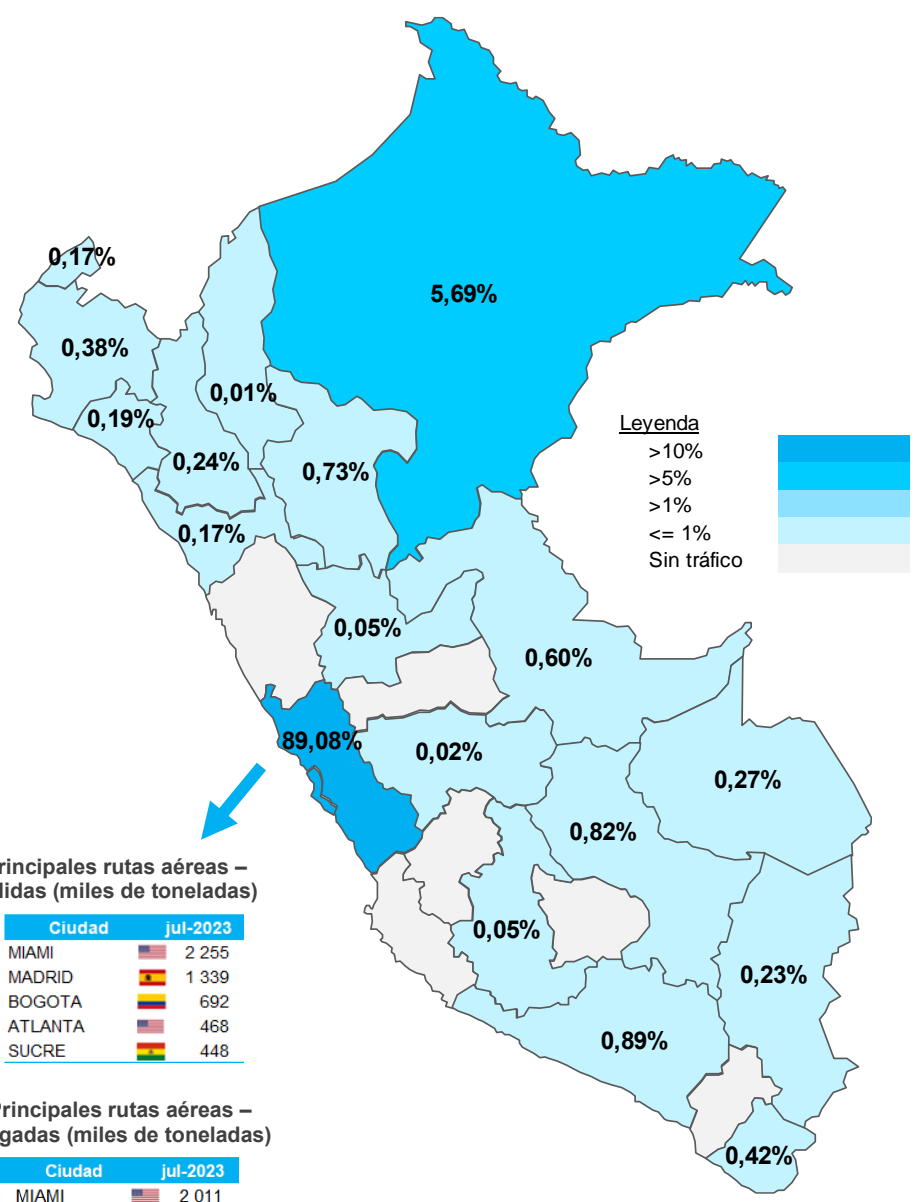 0,17%
5,69%
0,38%
0,01%
0,19%
Leyenda
>10%
>5%
>1%
<= 1%
Sin tráfico
0,24%
0,73%
0,17%
0,05%
0,60%
89,08%
0,02%
0,27%
0,82%
rincipales rutas aéreas –
lidas (miles de toneladas)
Ciudad jul-2023
MIAMI 2 255
MADRID 1 339
BOGOTA 692
ATLANTA 468
SUCRE 448
0,05%
0,23%
0,89%
0,42%
Principales rutas aéreas –
gadas (miles de toneladas)
Ciudad jul-2023
MIAMI 2 011